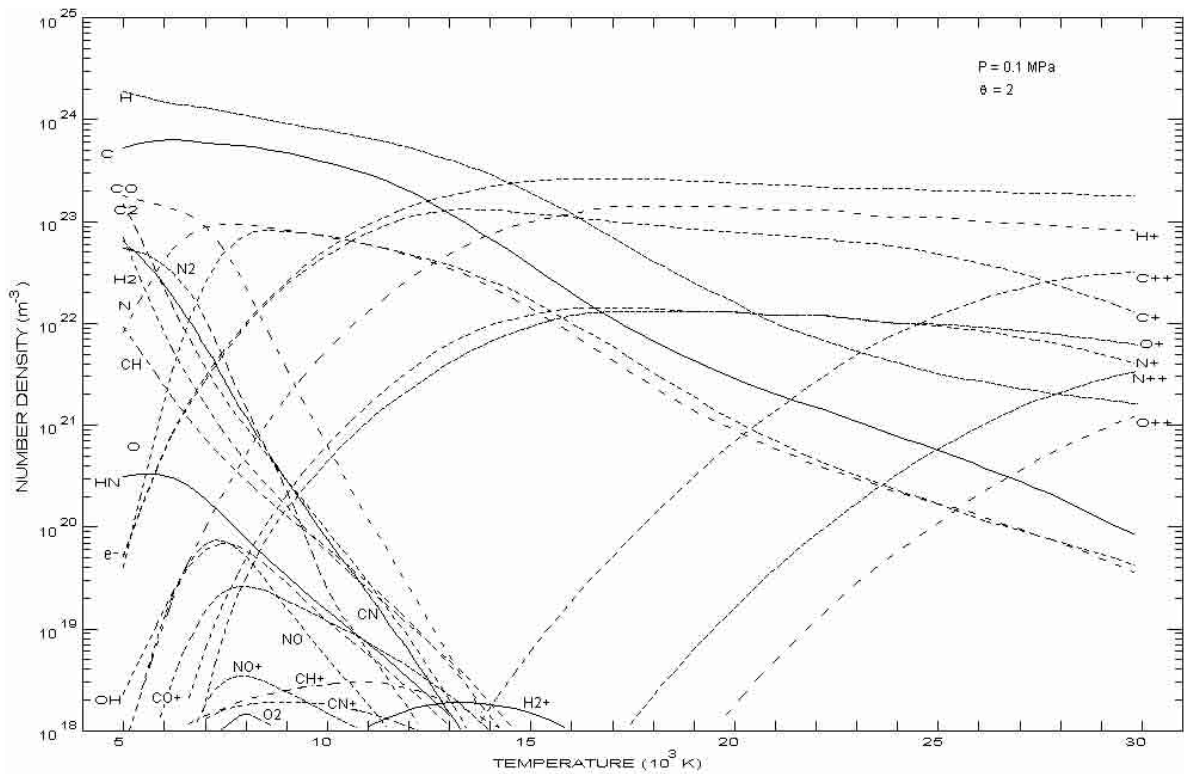 10 25
P = 0.1 MPa
θ = 2
H
10 24
C
CO
C2
10 23
H+
N2
H2
C++
N
10 22
C+
O+
CH
N+
N++
10 21
O++
O
HN
10 20
e-
CN
10 19
NO
NO+
CH+
OH
CO+
CN+
H2+
O2
10 18
5
10
15
20
25
30
TEMPERATURE (10 3 K)
NUMBER DENSITY (m-3)